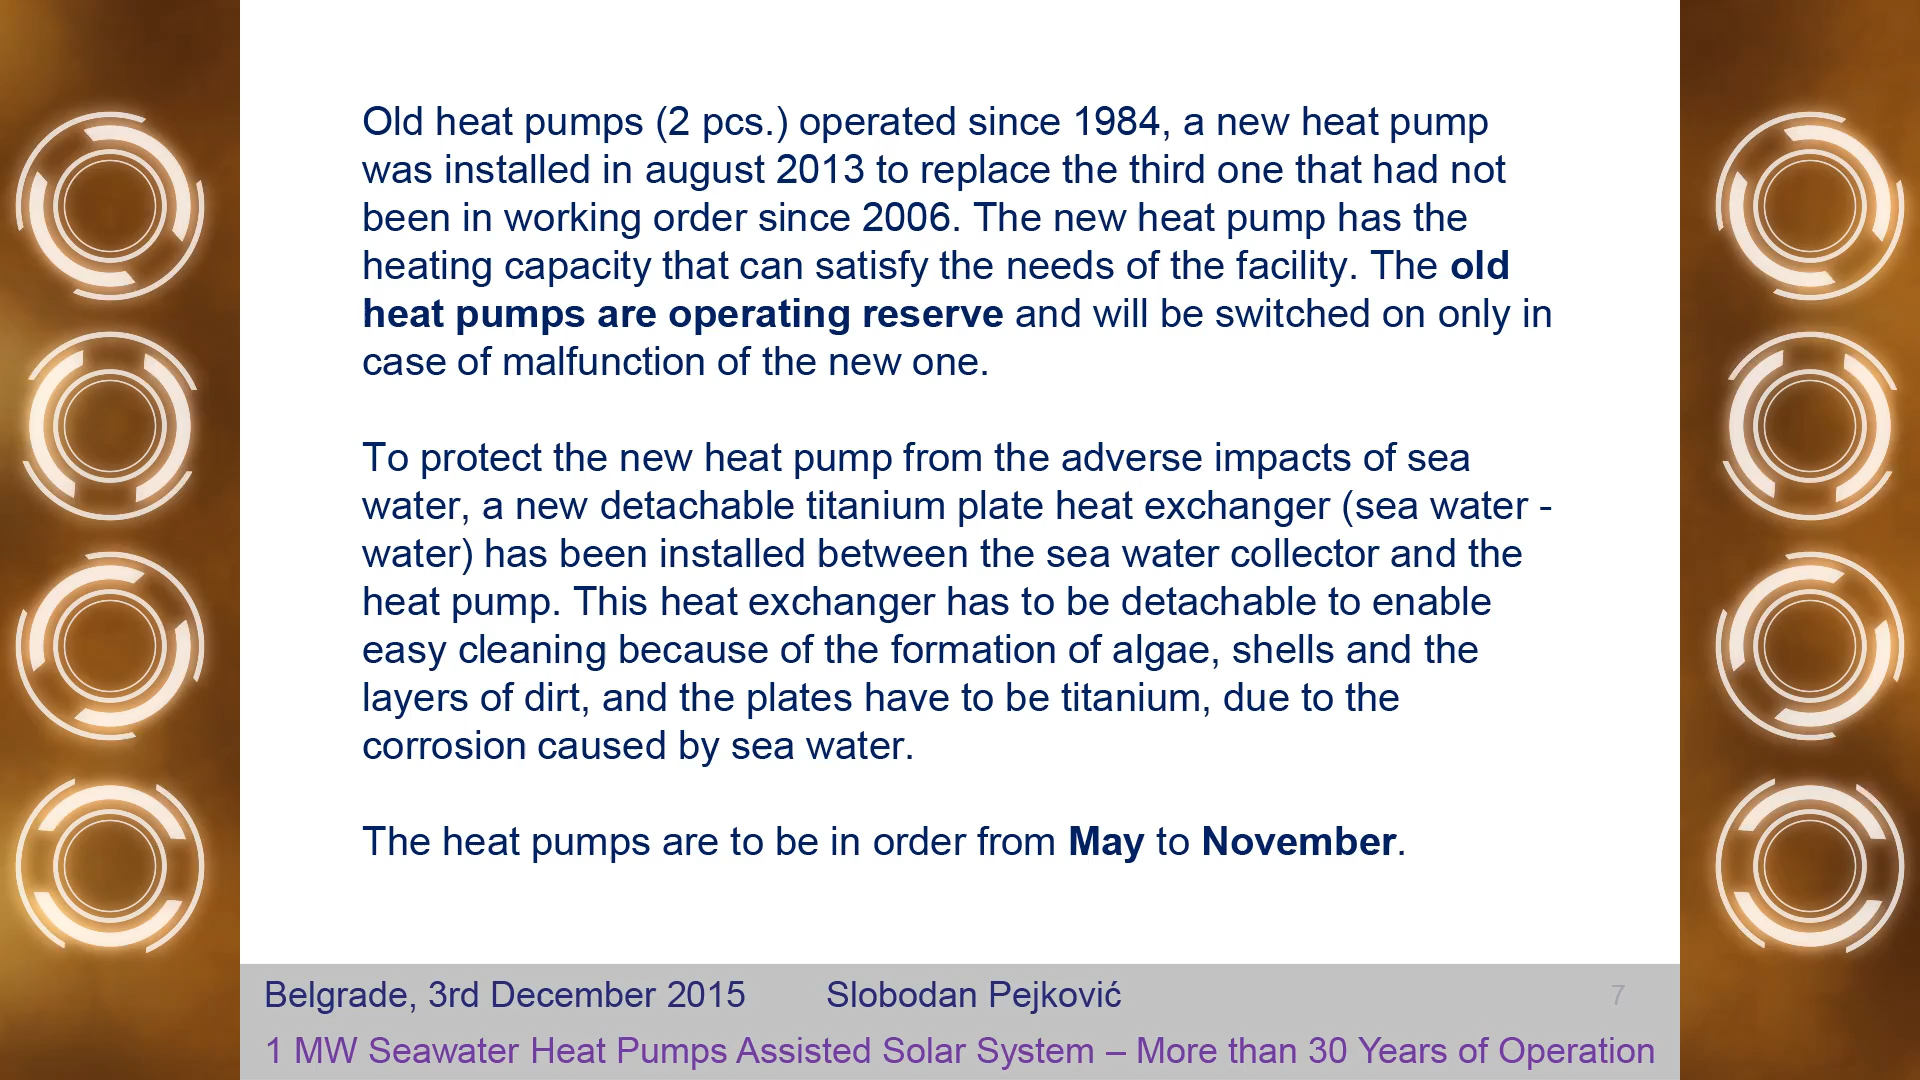 Old heat pumps (2 pcs.) operated since 1984, a new heat pump
was installed in august 2013 to replace the third one that had not
been in working order since 2006. The new heat pump has the
heating capacity that can satisfy the needs of the facility. The old
heat pumps are operating reserve and will be switched on only in
case of malfunction of the new one.
To protect the new heat pump from the adverse impacts of sea
water, a new detachable titanium plate heat exchanger (sea water -
water) has been installed between the sea water collector and the
heat pump. This heat exchanger has to be detachable to enable
easy cleaning because of the formation of algae, shells and the
layers of dirt, and the plates have to be titanium, due to the
corrosion caused by sea water.
The heat pumps are to be in order from May to November.
Belgrade, 3rd December 2015 Slobodan Pejković 7
1 MW Seawater Heat Pumps Assisted Solar System – More than 30 Years of Operation